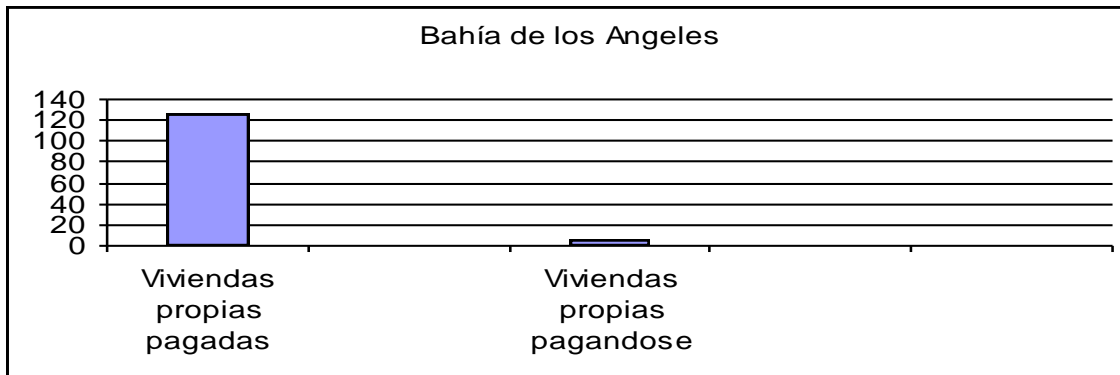 Bahía de los Angeles
140
120
100
80
60
40
20
0
Viviendas
propias
pagadas
Viviendas
propias
pagandose